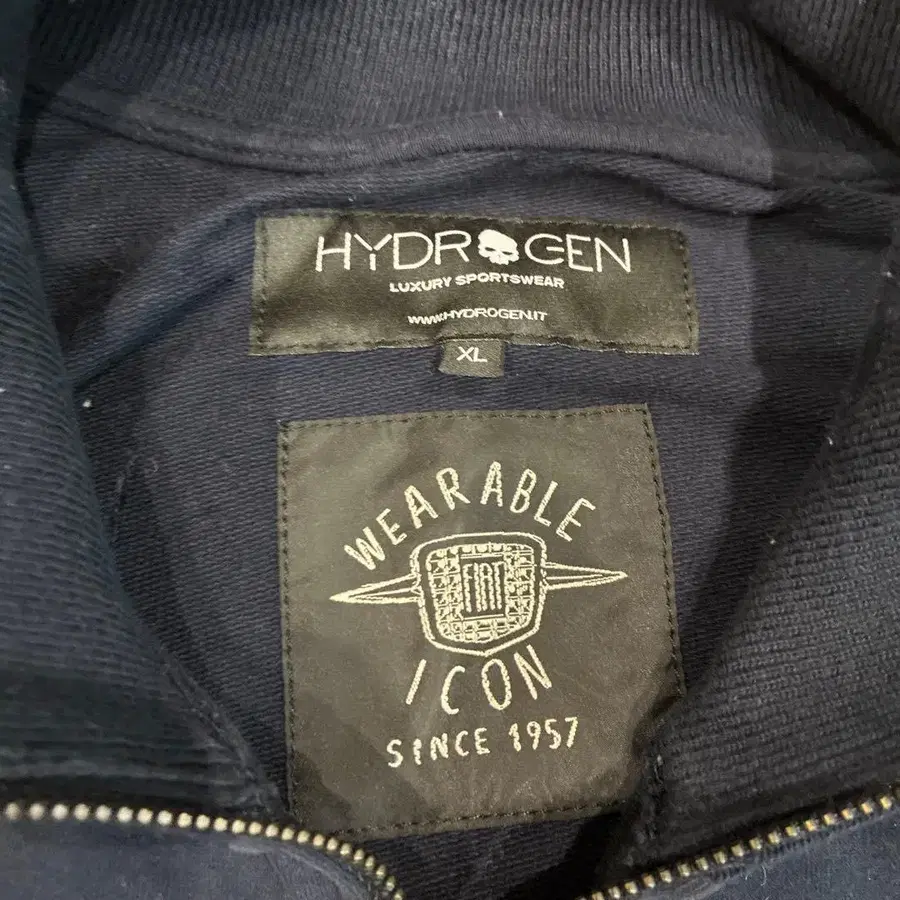 HYDROGEN
LUXURY SPORTSWEAR
WWW.HYDROGEN.IT
XL
WEARABLE
FIAT
ICON
SINCE 1957